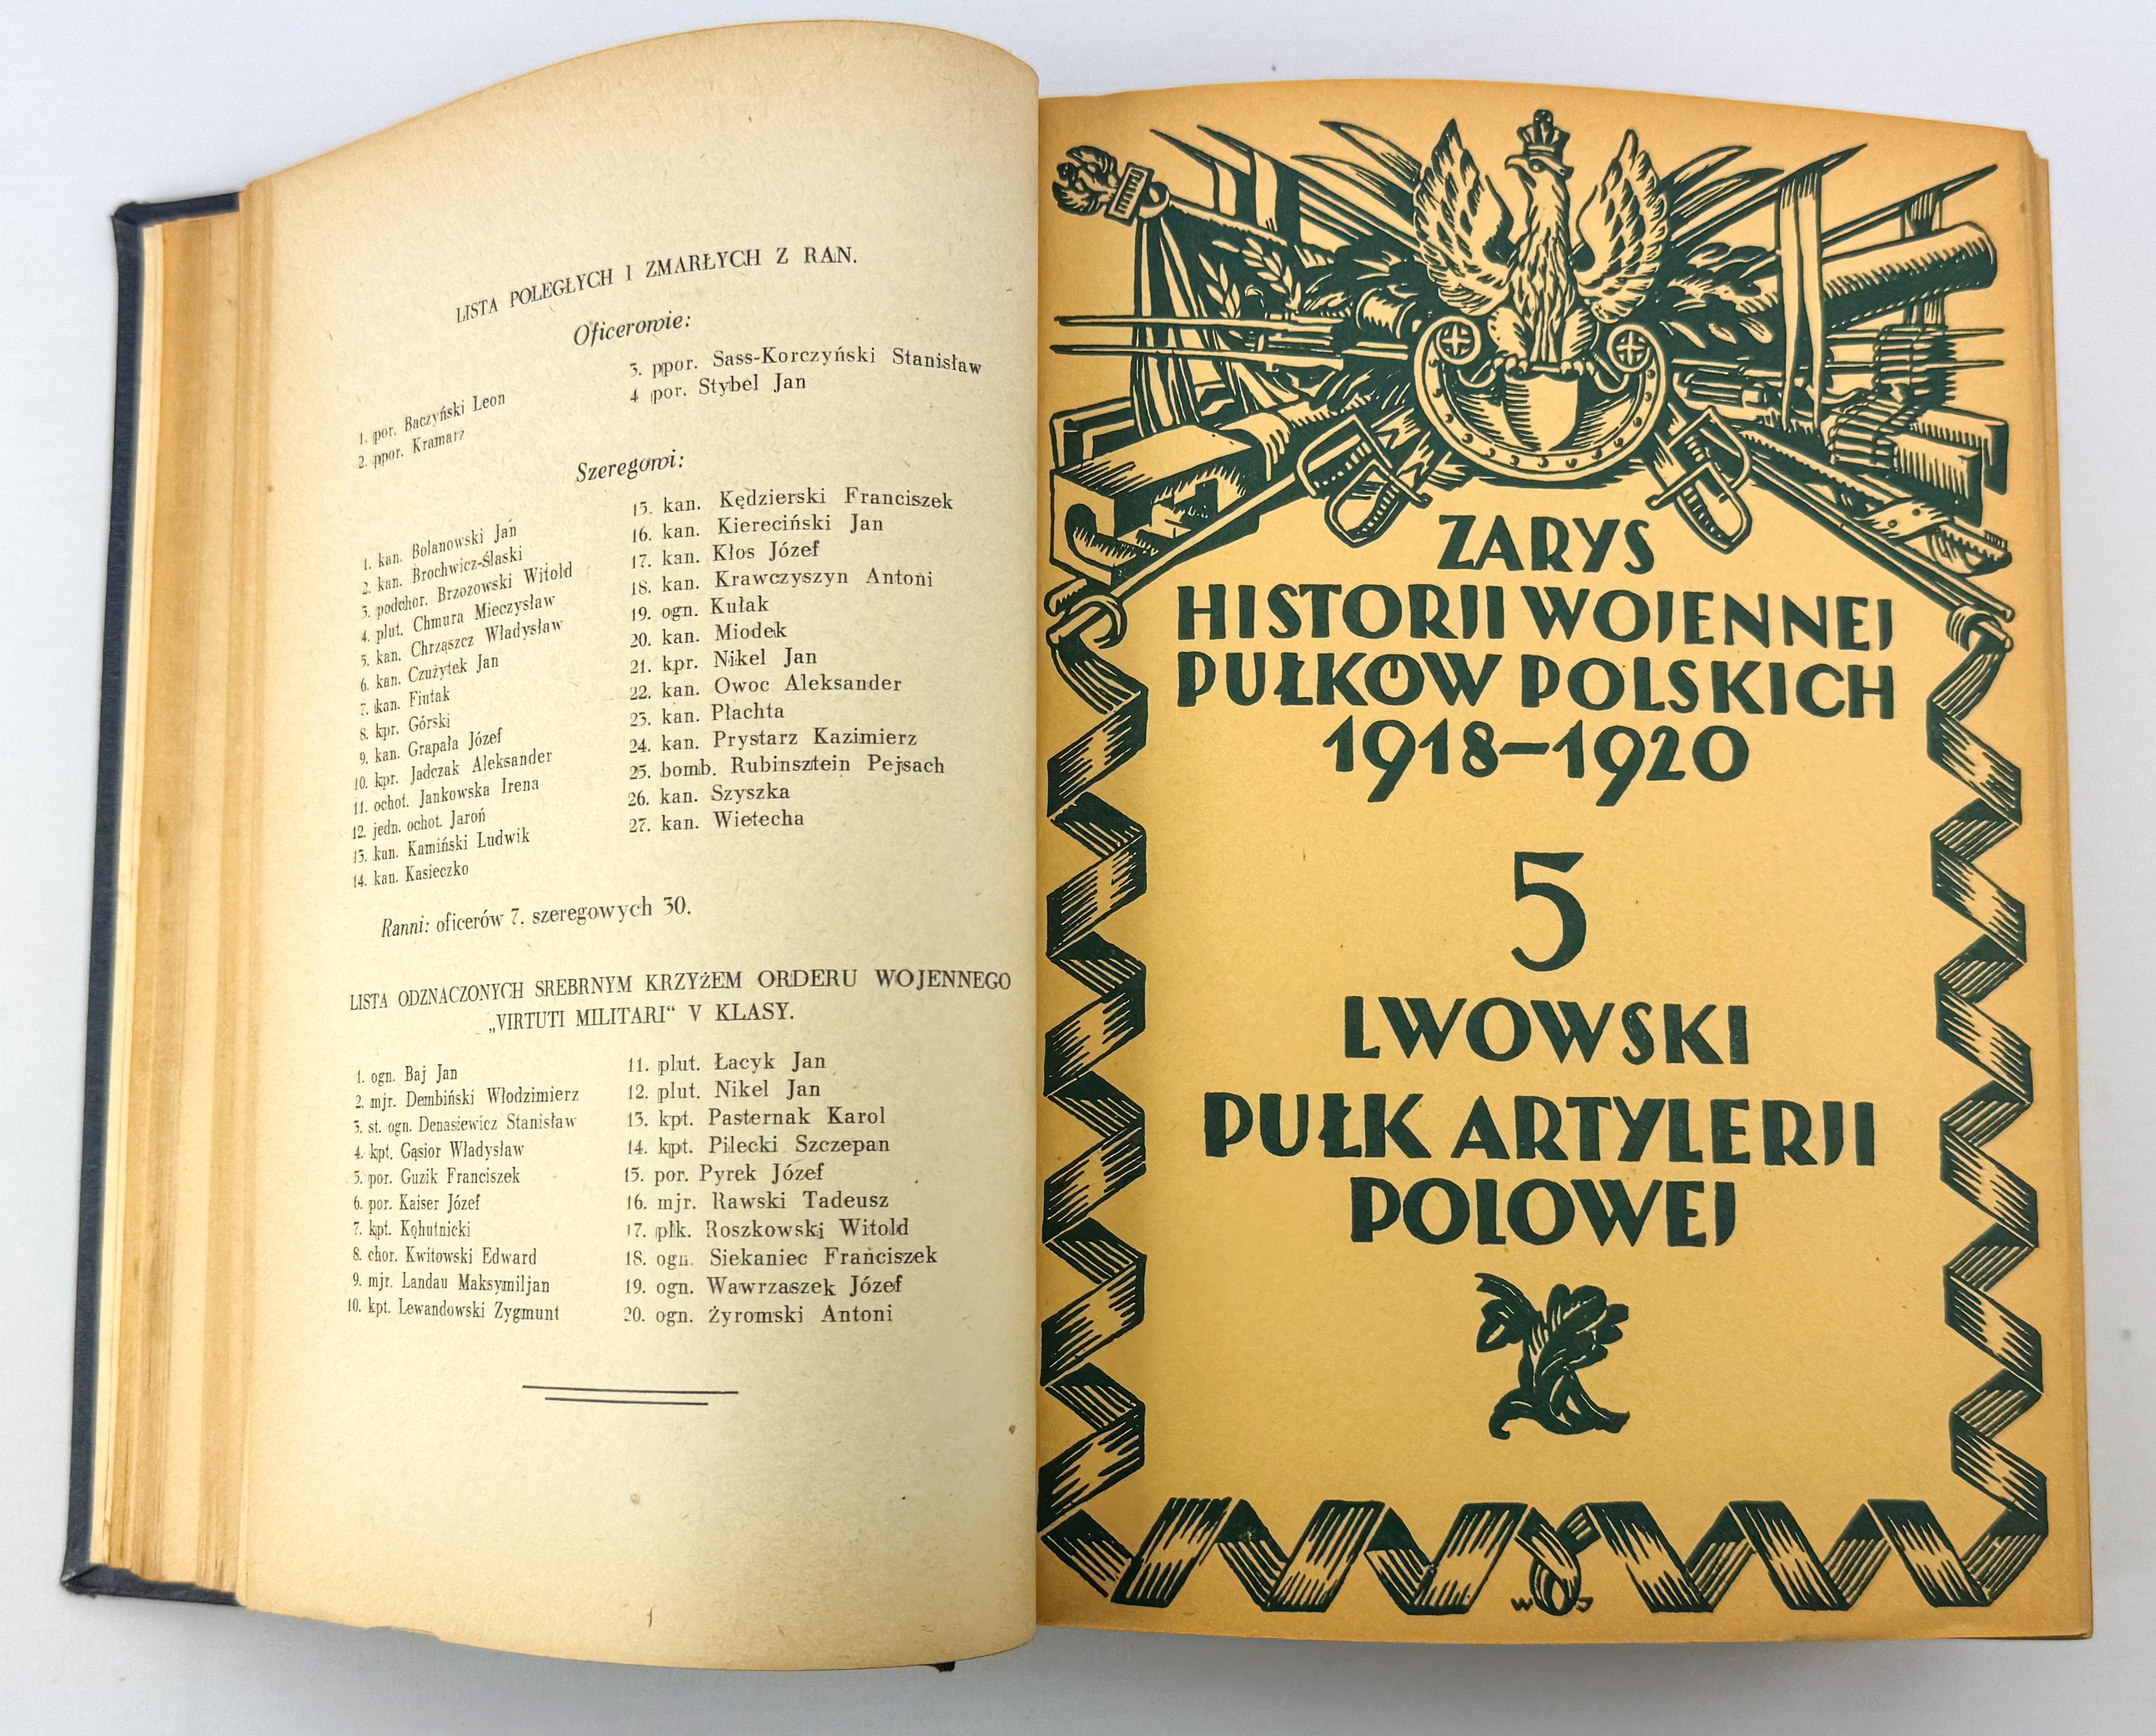 LISTA POLEGŁYCH I ZMARŁYCH Z RAN.
Oficerowie:
1. por. Baczyński Leon
2. ppor. Kramarz
3. ppor. Sass-Korczyński Stanisław
4 por. Stybel Jan
Szeregowi:
1. kan. Bolanowski Jan
2. kan. Brochwicz-Ślaski
3. podchor. Brzozowski Witold
4. plut. Chmura Mieczysław
5. kan. Chrząszcz Władysław
6. kan. Czużytek Jan
7. kan. Fintak
8. kpr. Górski
9. kan. Grapała Józef
10. kpr. Jadczak Aleksander
11. ochot. Jankowska Irena
12. jedn. ochot. Jaroń
13. kan. Kamiński Ludwik
14. kan. Kasieczko
15. kan. Kędzierski Franciszek
16. kan. Kiereciński Jan
17. kan. Kłos Józef
18. kan. Krawczyszyn Antoni
19. ogn. Kułak
20. kan. Miodek
21. kpr. Nikel Jan
22. kan. Owoc Aleksander
23. kan. Płachta
24. kan. Prystarz Kazimierz
25. bomb. Rubinsztein Pejsach
26. kan. Szyszka
27. kan. Wietecha
Ranni: oficerów 7. szeregowych 30.
LISTA ODZNACZONYCH SREBRNYM KRZYŻEM ORDERU WOJENNEGO
„VIRTUTI MILITARI“ V KLASY.
1. ogn. Baj Jan
2. mjr. Dembiński Włodzimierz
3. st. ogn. Denasiewicz Stanisław
4. kpt. Gąsior Władysław
5. por. Guzik Franciszek
6. por. Kaiser Józef
7. kpt. Kohutnicki
8. chor. Kwitowski Edward
9. mjr. Landau Maksymiljan
10. kpt. Lewandowski Zygmunt
11. plut. Łacyk Jan
12. plut. Nikel Jan
13. kpt. Pasternak Karol
14. kpt. Pilecki Szczepan
15. por. Pyrek Józef
16. mjr. Rawski Tadeusz
17. płk. Roszkowski Witold
18. ogn. Siekaniec Franciszek
19. ogn. Wawrzaszek Józef
20. ogn. Żyromski Antoni
ZARYS
HISTORJI WOJENNEJ
PUŁKÓW POLSKICH
1918–1920
5
LWOWSKI
PUŁK ARTYLERJI
POLOWEJ